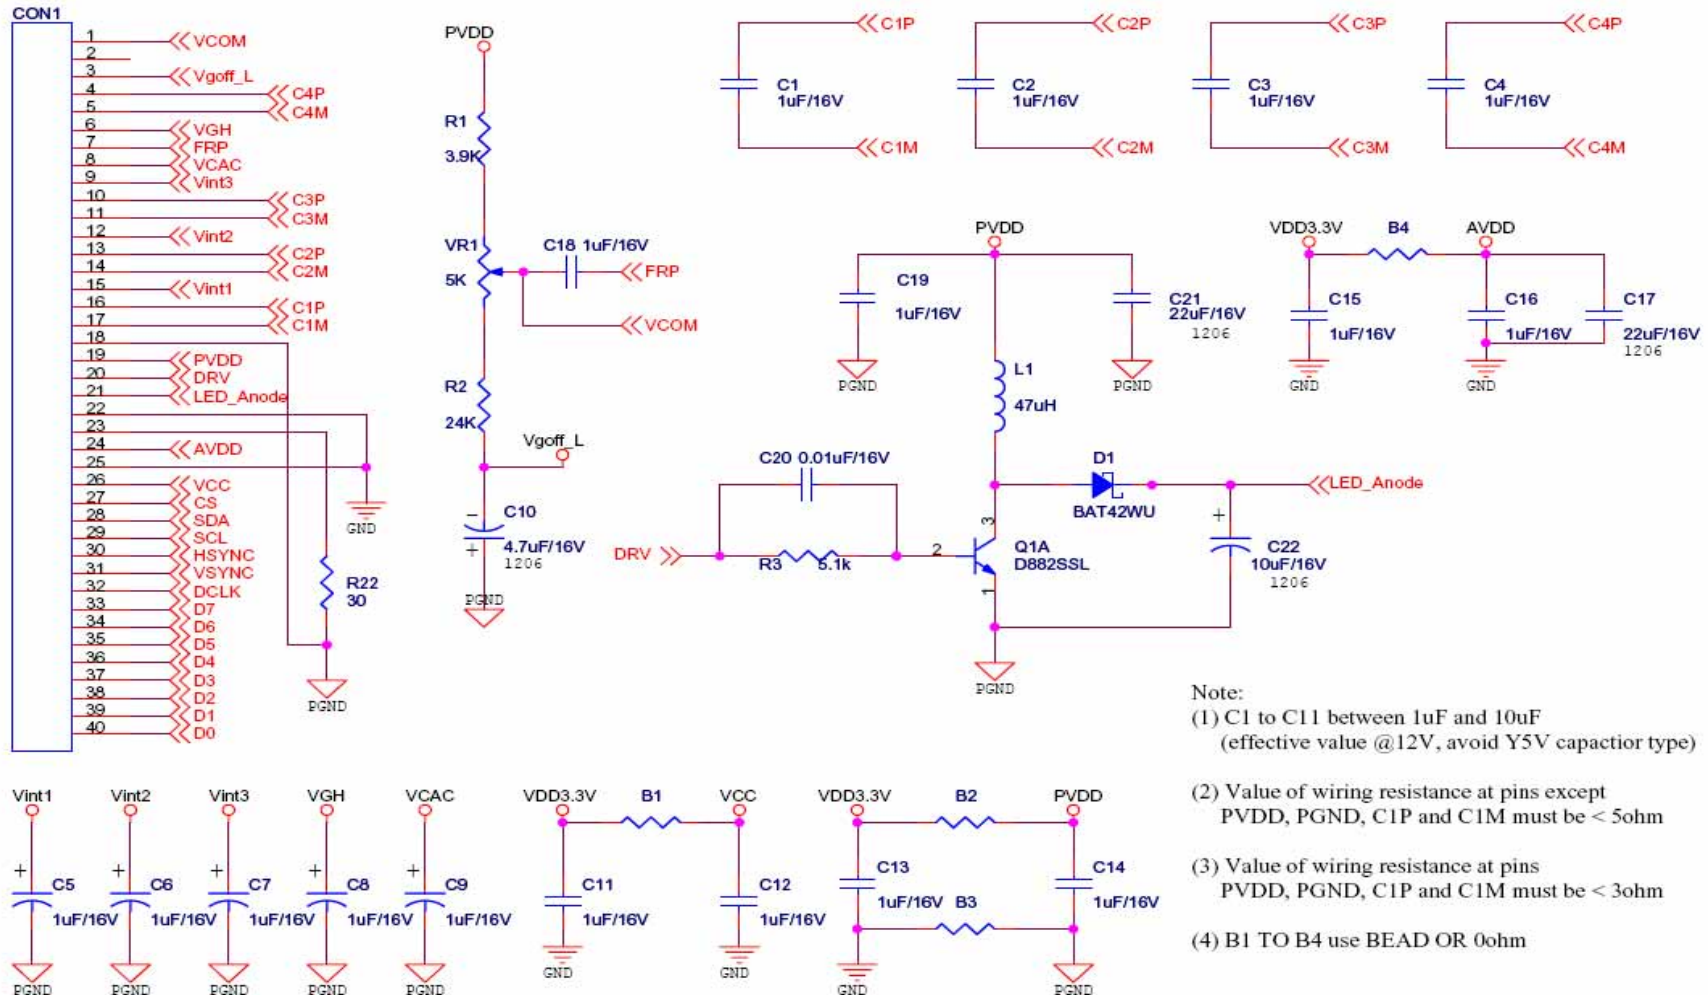 CON1
1 VCOM
2
3 Vgoff_L
4 C4P
5 C4M
6 VGH
7 FRP
8 VCAC
9 Vint3
10 C3P
11 C3M
12 Vint2
13 C2P
14 C2M
15 Vint1
16 C1P
17 C1M
18
19 PVDD
20 DRV
21 LED_Anode
22
23
24 AVDD
25
26 VCC
27 CS
28 SDA
29 SCL
30 HSYNC
31 VSYNC
32 DCLK
33 D7
34 D6
35 D5
36 D4
37 D3
38 D2
39 D1
40 D0
GND
R22
30
PGND
PVDD
R1
3.9K
VR1
5K
C18 1uF/16V
FRP
VCOM
R2
24K
Vgoff_L
-
C10
+
4.7uF/16V
1206
PGND
C1P
C1
1uF/16V
C1M
C2P
C2
1uF/16V
C2M
C3P
C3
1uF/16V
C3M
C4P
C4
1uF/16V
C4M
PVDD
C19
1uF/16V
PGND
C21
22uF/16V
1206
PGND
L1
47uH
C20 0.01uF/16V
DRV
R3 5.1k
2
3
1
Q1A
D882SSL
D1
BAT42WU
LED_Anode
+
C22
10uF/16V
1206
PGND
VDD3.3V
B4
AVDD
C15
1uF/16V
GND
C16
1uF/16V
GND
C17
22uF/16V
1206
Vint1
+
C5
1uF/16V
PGND
Vint2
+
C6
1uF/16V
PGND
Vint3
+
C7
1uF/16V
PGND
VGH
+
C8
1uF/16V
PGND
VCAC
+
C9
1uF/16V
PGND
VDD3.3V
B1
VCC
C11
1uF/16V
GND
C12
1uF/16V
GND
VDD3.3V
B2
PVDD
C13
1uF/16V
B3
C14
1uF/16V
GND
PGND
Note:
(1) C1 to C11 between 1uF and 10uF
(effective value @12V, avoid Y5V capactior type)
(2) Value of wiring resistance at pins except
PVDD, PGND, C1P and C1M must be < 5ohm
(3) Value of wiring resistance at pins
PVDD, PGND, C1P and C1M must be < 3ohm
(4) B1 TO B4 use BEAD OR 0ohm